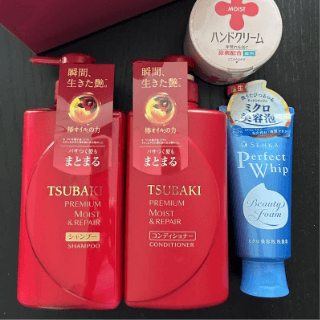 MOIST
ハンドクリーム
瞬間、
生きた艶。
椿オイルの力
パサつく髪も
まとまる
TSUBAKI
PREMIUM
MOIST
& REPAIR
シャンプー
SHAMPOO
瞬間、
生きた艶。
椿オイルの力
パサつく髪も
まとまる
TSUBAKI
PREMIUM
MOIST
& REPAIR
コンディショナー
CONDITIONER
ミクロ
美容泡
SENKA
Perfect
Whip
Beauty
Foam